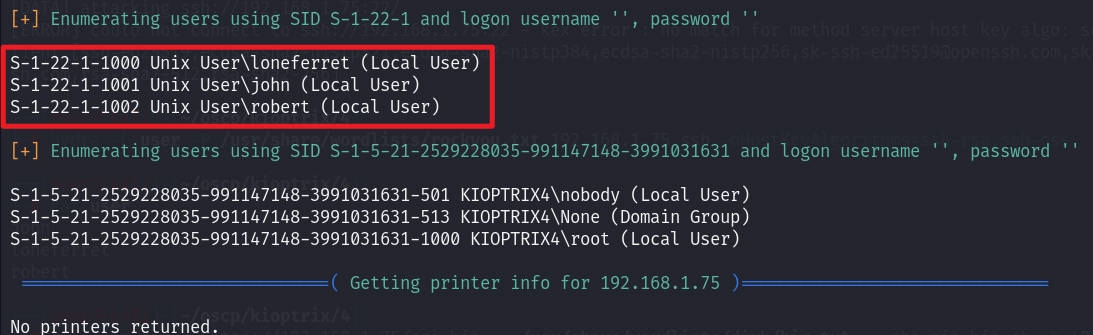 [+] Enumerating users using SID S-1-22-1 and logon username '', password ''
S-1-22-1-1000 Unix User\loneferret (Local User)
S-1-22-1-1001 Unix User\john (Local User)
S-1-22-1-1002 Unix User\robert (Local User)
[+] Enumerating users using SID S-1-5-21-2529228035-991147148-3991031631 and logon username '', password ''
S-1-5-21-2529228035-991147148-3991031631-501 KIOPTRIX4\nobody (Local User)
S-1-5-21-2529228035-991147148-3991031631-513 KIOPTRIX4\None (Domain Group)
S-1-5-21-2529228035-991147148-3991031631-1000 KIOPTRIX4\root (Local User)
( Getting printer info for 192.168.1.75 )
No printers returned.